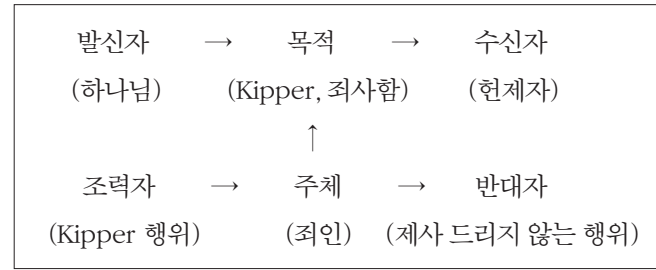 발신자 → 목적 → 수신자
(하나님) (Kipper, 죄사함) (헌제자)
↑
조력자 → 주체 → 반대자
(Kipper 행위) (죄인) (제사 드리지 않는 행위)